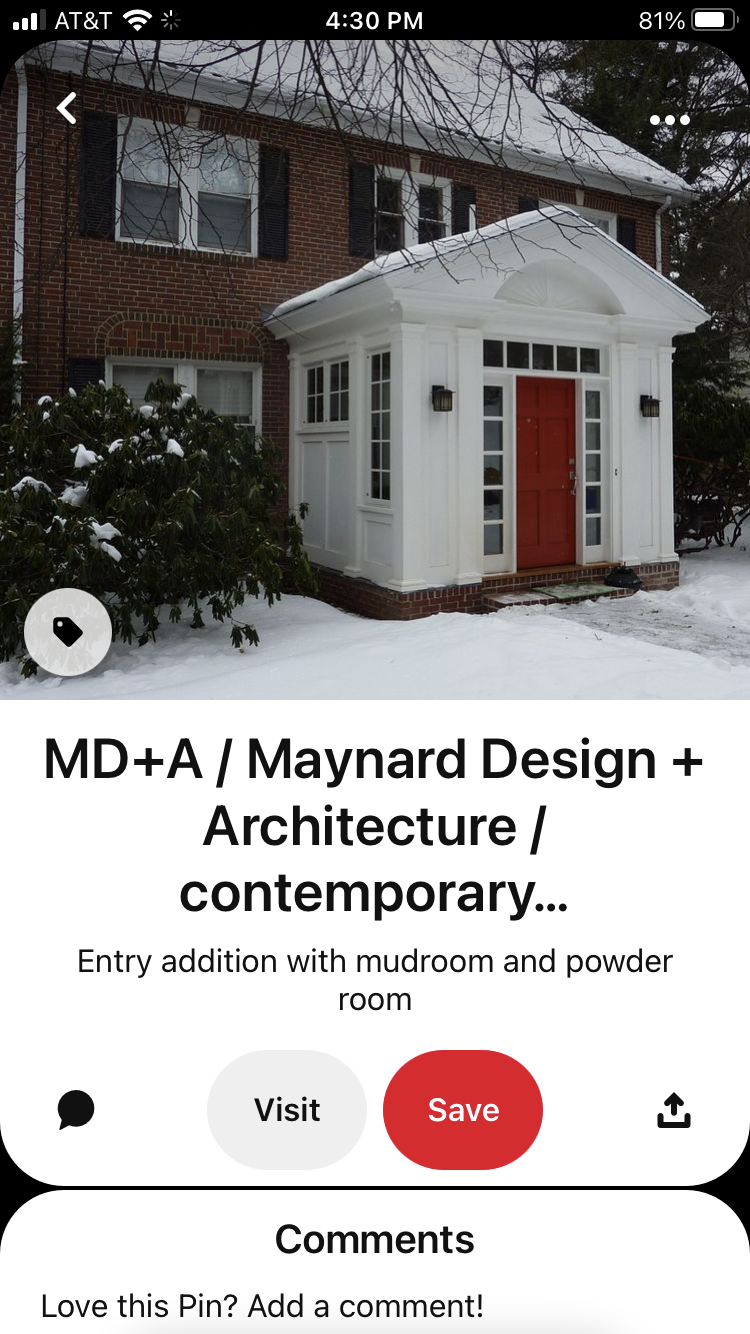 AT&T 4:30 PM 81%
MD+A / Maynard Design +
Architecture /
contemporary...
Entry addition with mudroom and powder
room
Visit Save
Comments
Love this Pin? Add a comment!